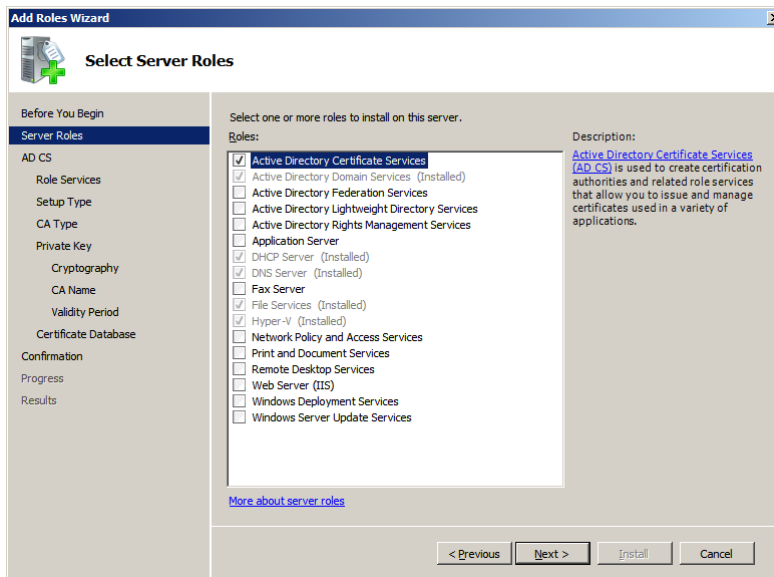 Add Roles Wizard
Select Server Roles
Before You Begin
Server Roles
AD CS
Role Services
Setup Type
CA Type
Private Key
Cryptography
CA Name
Validity Period
Certificate Database
Confirmation
Progress
Results
Select one or more roles to install on this server.
Roles:
Active Directory Certificate Services
Active Directory Domain Services (Installed)
Active Directory Federation Services
Active Directory Lightweight Directory Services
Active Directory Rights Management Services
Application Server
DHCP Server (Installed)
DNS Server (Installed)
Fax Server
File Services (Installed)
Hyper-V (Installed)
Network Policy and Access Services
Print and Document Services
Remote Desktop Services
Web Server (IIS)
Windows Deployment Services
Windows Server Update Services
More about server roles
Description:
Active Directory Certificate Services
(AD CS) is used to create certification
authorities and related role services
that allow you to issue and manage
certificates used in a variety of
applications.
< Previous
Next >
Install
Cancel